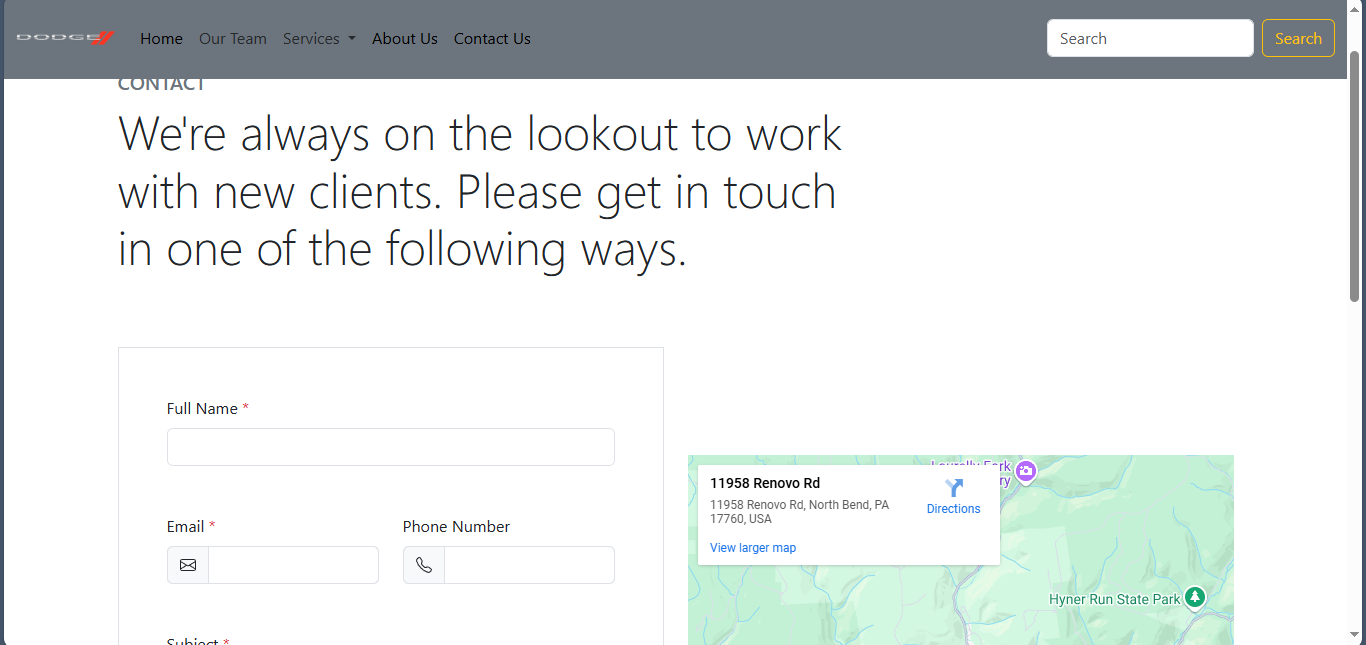 DODGE
Home
Our Team
Services
About Us
Contact Us
Search
Search
CONTACT
We're always on the lookout to work
with new clients. Please get in touch
in one of the following ways.
Full Name *
Email *
Phone Number
Subject *
11958 Renovo Rd
11958 Renovo Rd, North Bend, PA
17760, USA
View larger map
Directions
Fork
ry
Hyner Run State Park